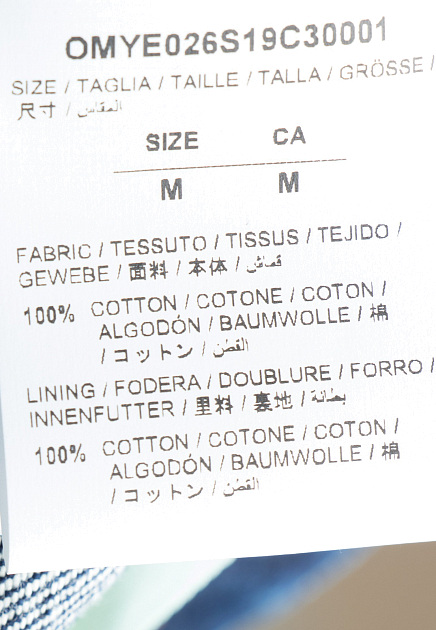 OMYE026S19C30001
SIZE / TAGLIA / TAILLE / TALLA / GRÖSSE /
尺寸 / المقاس
SIZE CA
M M
FABRIC / TESSUTO / TISSUS / TEJIDO /
GEWEBE / 面料 / 本体 / قماش
100% COTTON / COTONE / COTON /
ALGODÓN / BAUMWOLLE / 棉
/ コットン / القطن
LINING / FODERA / DOUBLURE / FORRO /
INNENFUTTER / 里料 / 裏地 / بطانة
100% COTTON / COTONE / COTON /
ALGODÓN / BAUMWOLLE / 棉
/ コットン / القطن